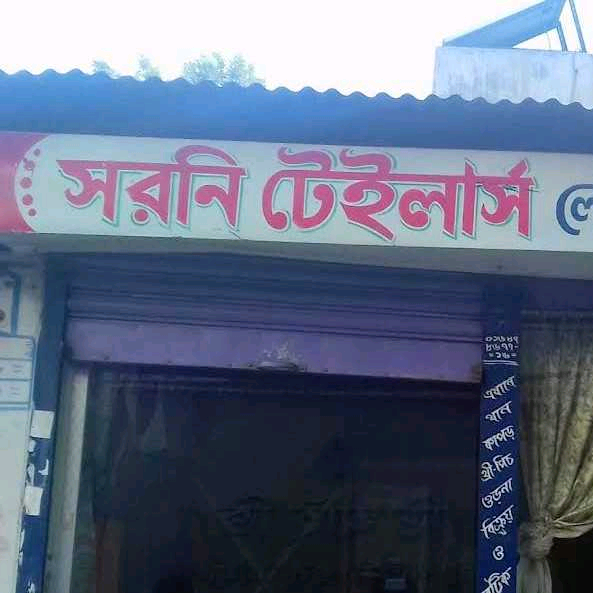 সরনি টেইলার্স
এখানে
থান
কাপড়
থ্রী-পিচ
ওড়না
বিক্রয়
ও